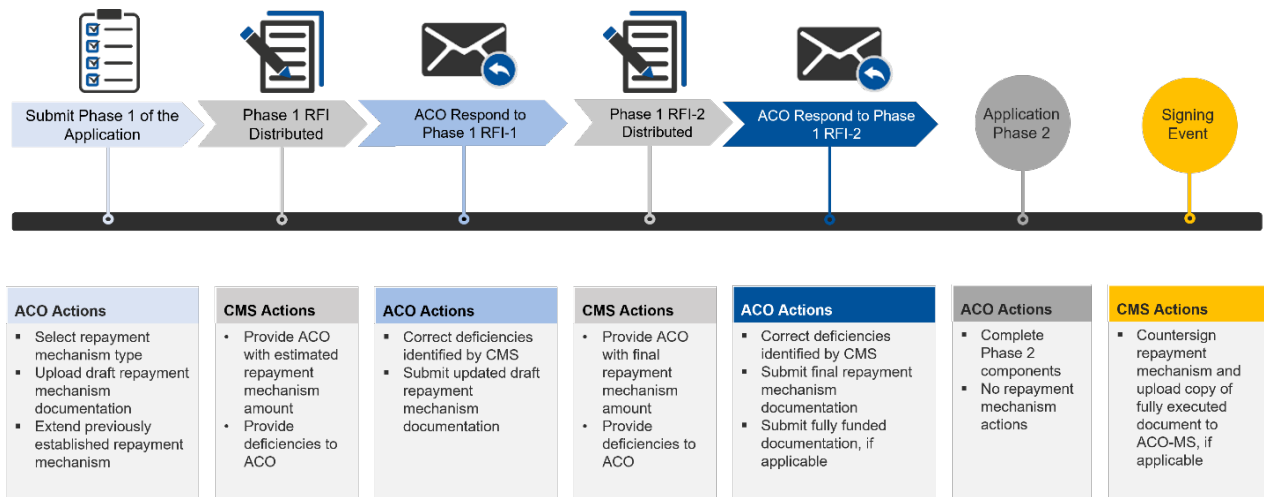 Submit Phase 1 of the
Application
Phase 1 RFI
Distributed
ACO Respond to
Phase 1 RFI-1
Phase 1 RFI-2
Distributed
ACO Respond to Phase
1 RFI-2
Application
Phase 2
Signing
Event
ACO Actions
Select repayment
mechanism type
Upload draft repayment
mechanism
documentation
Extend previously
established repayment
mechanism
CMS Actions
Provide ACO
with estimated
repayment
mechanism
amount
Provide
deficiencies to
ACO
ACO Actions
Correct deficiencies
identified by CMS
Submit updated draft
repayment
mechanism
documentation
CMS Actions
Provide ACO
with final
repayment
mechanism
amount
Provide
deficiencies to
ACO
ACO Actions
Correct deficiencies
identified by CMS
Submit final repayment
mechanism
documentation
Submit fully funded
documentation, if
applicable
ACO Actions
Complete
Phase 2
components
No repayment
mechanism
actions
CMS Actions
Countersign
repayment
mechanism and
upload copy of
fully executed
document to
ACO-MS, if
applicable